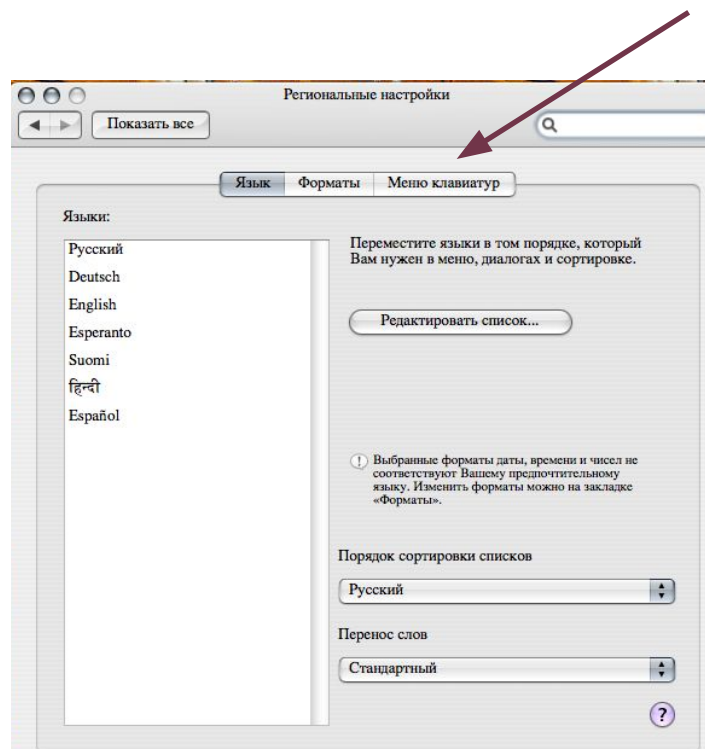 Региональные настройки
Показать все
Язык Форматы Меню клавиатур
Языки:
Русский
Deutsch
English
Esperanto
Suomi
हिन्दी
Español
Переместите языки в том порядке, который
Вам нужен в меню, диалогах и сортировке.
Редактировать список...
Выбранные форматы даты, времени и чисел не
соответствуют Вашему предпочтительному
языку. Изменить форматы можно на закладке
«Форматы».
Порядок сортировки списков
Русский
Перенос слов
Стандартный
?